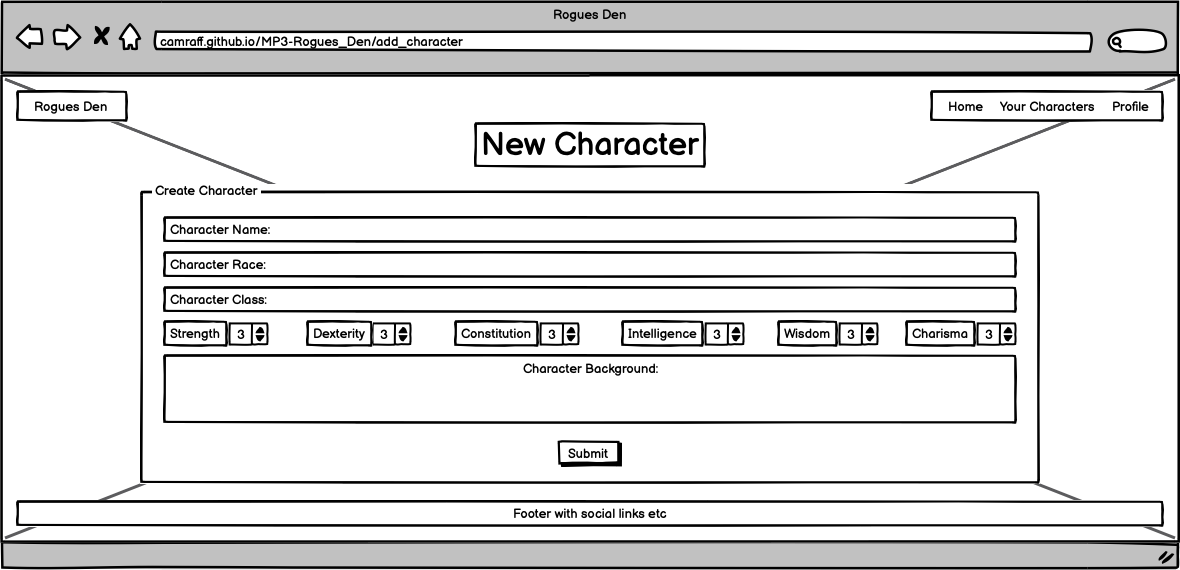 Rogues Den
camraff.github.io/MP3-Rogues_Den/add_character
Rogues Den
Home Your Characters Profile
New Character
Create Character
Character Name:
Character Race:
Character Class:
Strength 3 Dexterity 3 Constitution 3 Intelligence 3 Wisdom 3 Charisma 3
Character Background:
Submit
Footer with social links etc